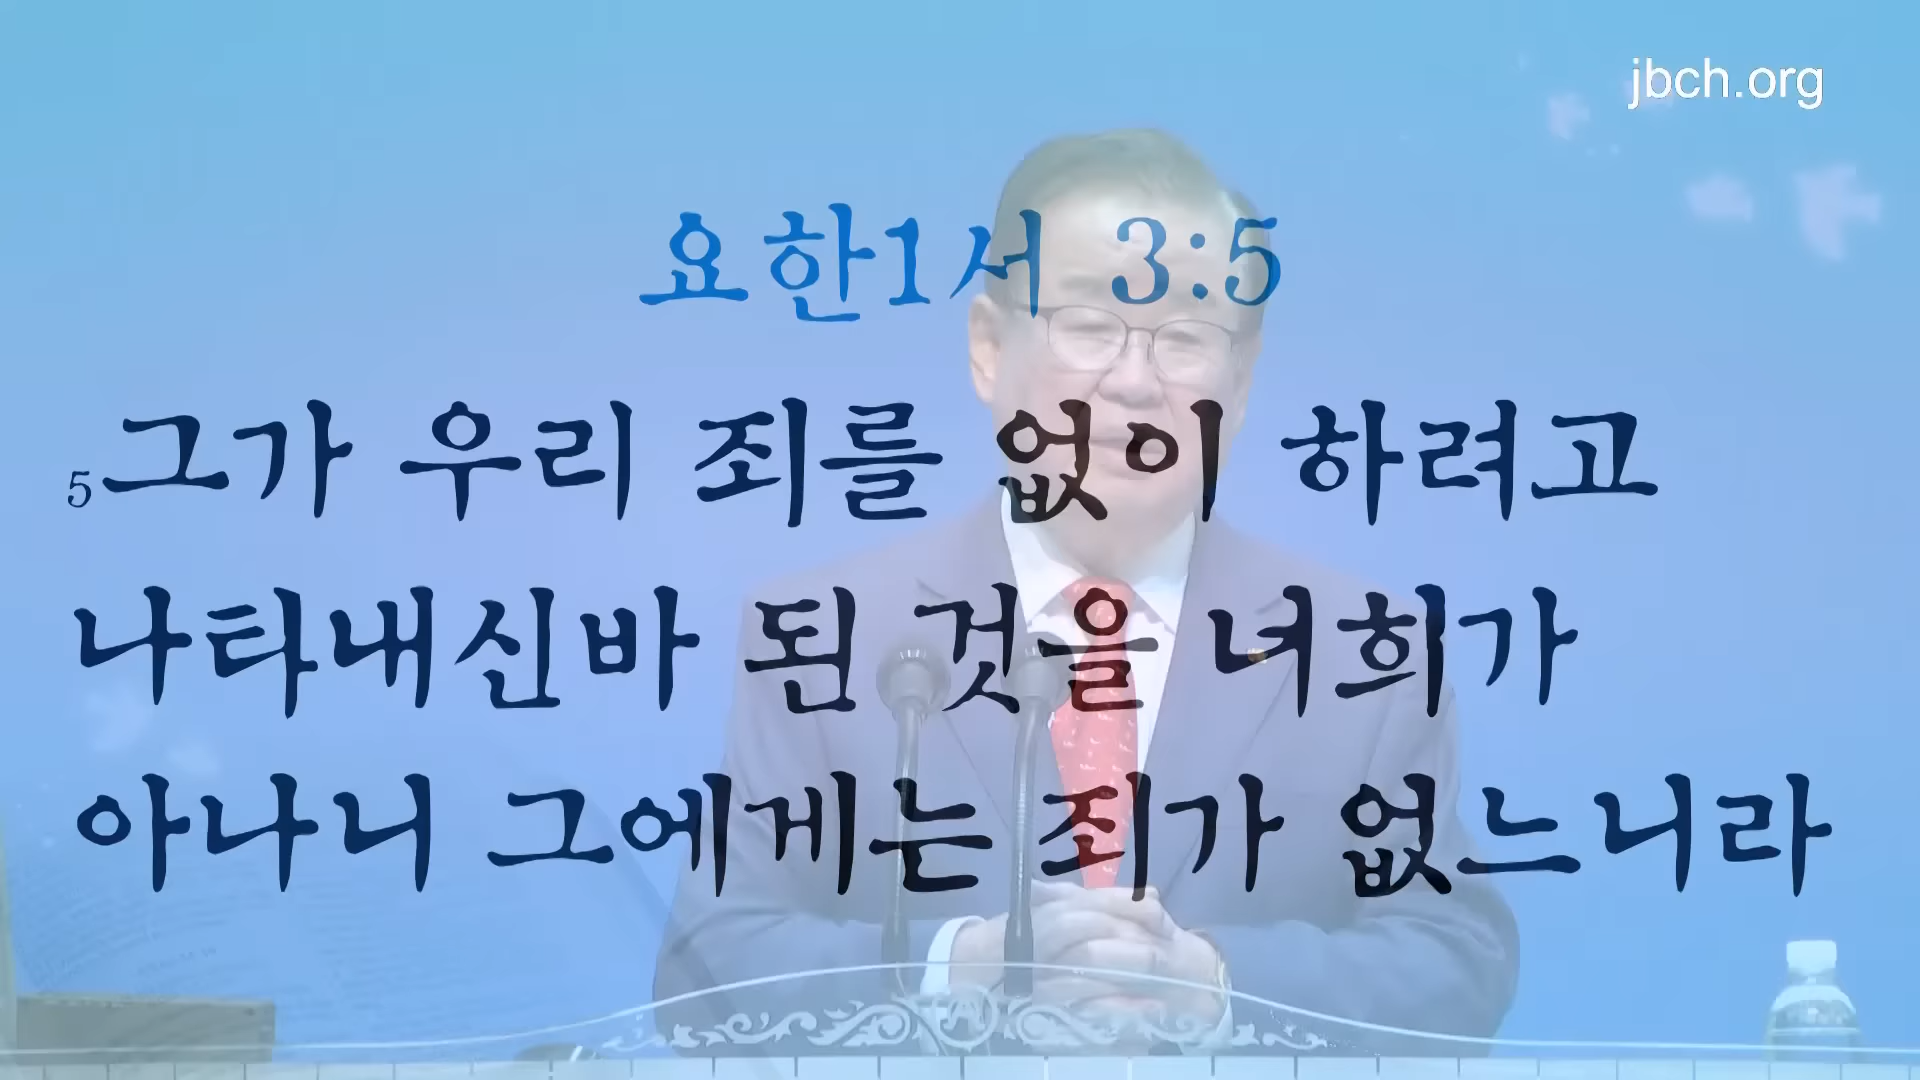 jbch.org
요한1서 3:5
5그가 우리 죄를 없이 하려고
나타내신바 된 것을 너희가
아나니 그에게는 죄가 없느니라